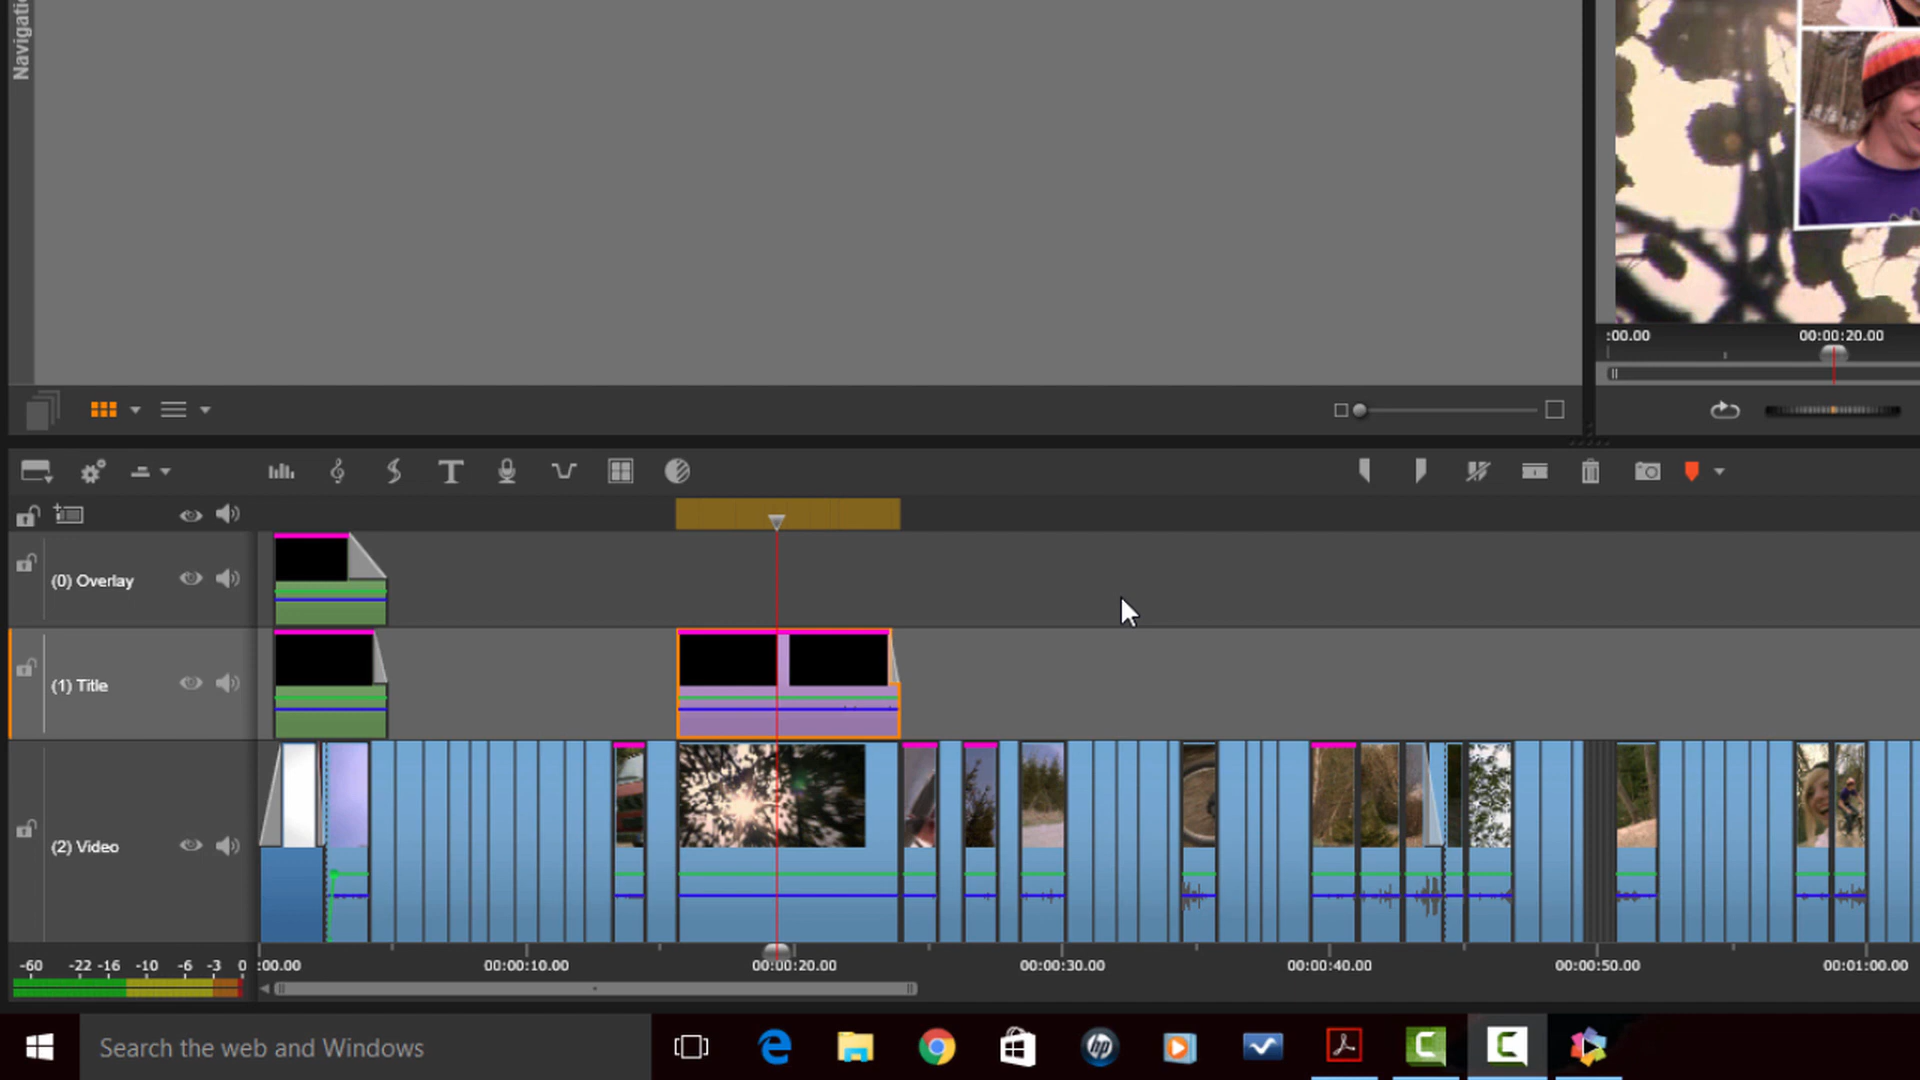 Navigatio
:00.00
00:00:20.00
(0) Overlay
(1) Title
(2) Video
-60 -22 -16 -10 -6 -3 0
:00.00 00:00:10.00 00:00:20.00 00:00:30.00 00:00:40.00 00:00:50.00 00:01:00.00
Search the web and Windows
hp